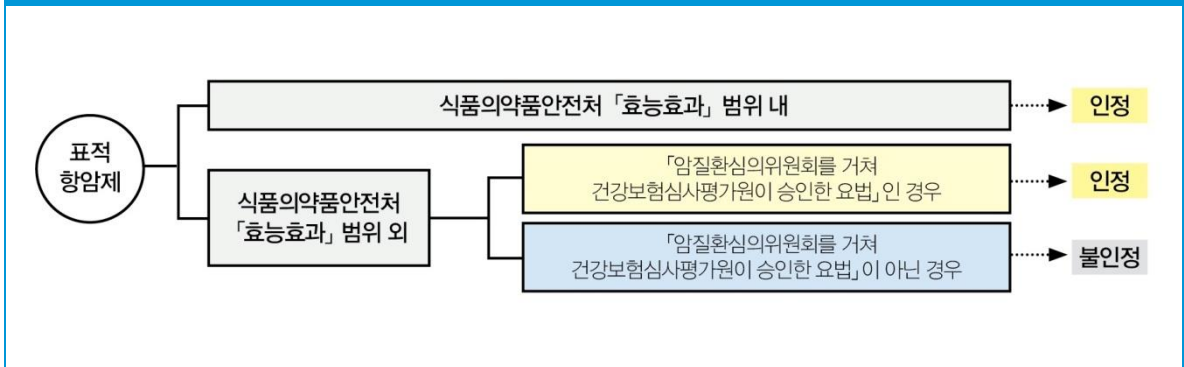 표적
항암제
식품의약품안전처「효능효과」범위 내
인정
식품의약품안전처
「효능효과」범위 외
「암질환심의위원회를 거쳐
건강보험심사평가원이 승인한 요법」인 경우
인정
「암질환심의위원회를 거쳐
건강보험심사평가원이 승인한 요법」이 아닌 경우
불인정